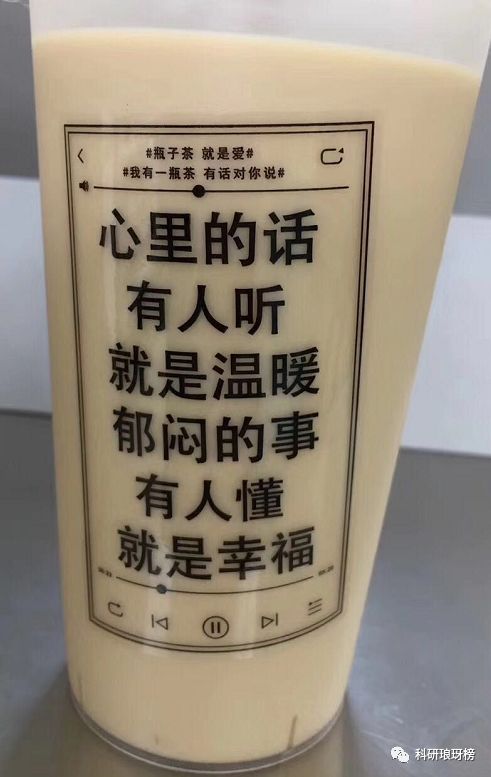 #瓶子茶 就是爱#
#我有一瓶茶 有话对你说#
心里的话
有人听
就是温暖
郁闷的事
有人懂
就是幸福
科研琅琊榜